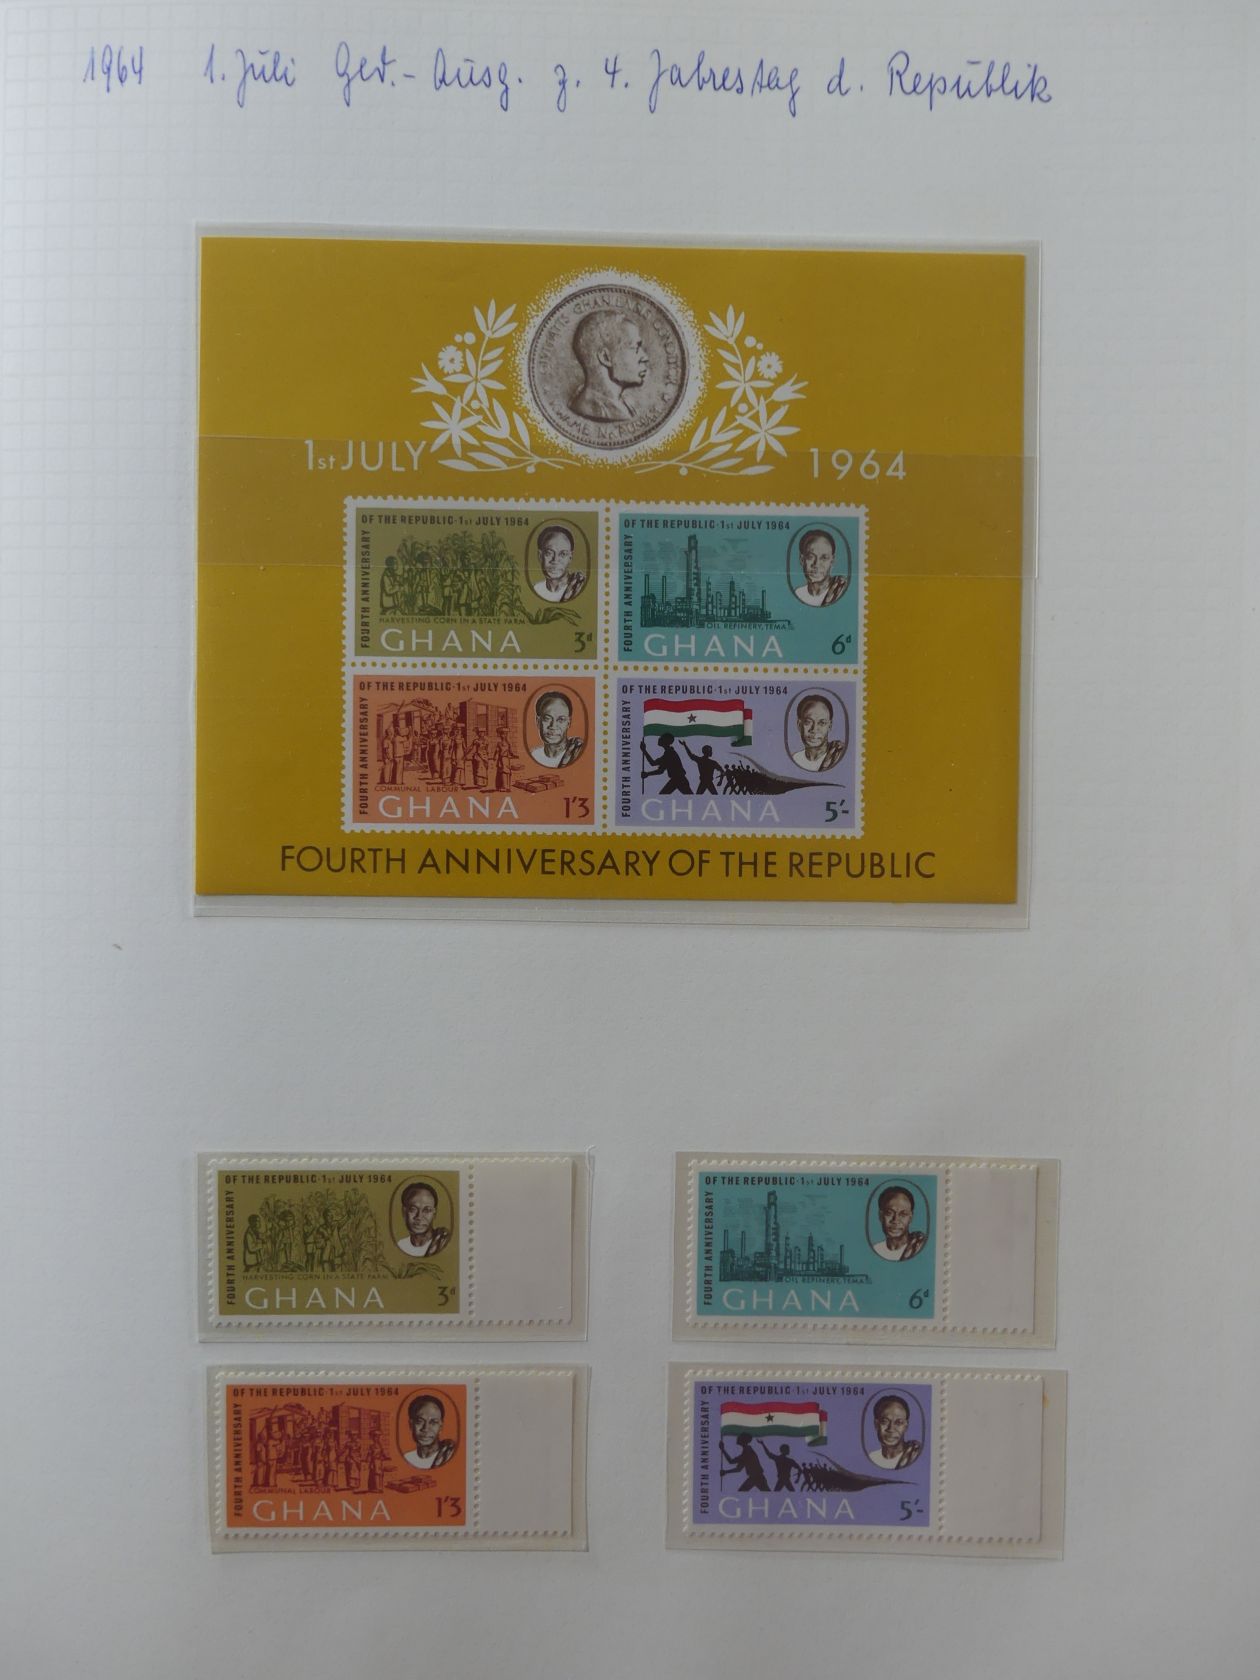 1964 1. Juli Ged.-Ausg. z. 4. Jahrestag d. Republik
CIVITATIS GHANIENSIS CONDITOR
KWAME NKRUMAH
1st JULY
1964
OF THE REPUBLIC·1st JULY 1964
FOURTH ANNIVERSARY
HARVESTING CORN IN A STATE FARM
GHANA 3d
OF THE REPUBLIC·1st JULY 1964
FOURTH ANNIVERSARY
OIL REFINERY, TEMA
GHANA 6d
OF THE REPUBLIC·1st JULY 1964
FOURTH ANNIVERSARY
COMMUNAL LABOUR
GHANA 1'3
OF THE REPUBLIC·1st JULY 1964
FOURTH ANNIVERSARY
GHANA 5'-
FOURTH ANNIVERSARY OF THE REPUBLIC
OF THE REPUBLIC·1st JULY 1964
FOURTH ANNIVERSARY
HARVESTING CORN IN A STATE FARM
GHANA 3d
OF THE REPUBLIC·1st JULY 1964
FOURTH ANNIVERSARY
OIL REFINERY, TEMA
GHANA 6d
OF THE REPUBLIC·1st JULY 1964
FOURTH ANNIVERSARY
COMMUNAL LABOUR
GHANA 1'3
OF THE REPUBLIC·1st JULY 1964
FOURTH ANNIVERSARY
GHANA 5'-